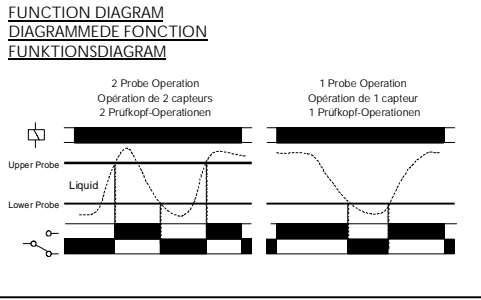 FUNCTION DIAGRAM
DIAGRAMMEDE FONCTION
FUNKTIONSDIAGRAM
2 Probe Operation
Opération de 2 capteurs
2 Prüfkopf-Operationen
1 Probe Operation
Opération de 1 capteur
1 Prüfkopf-Operationen
Upper Probe
Liquid
Lower Probe